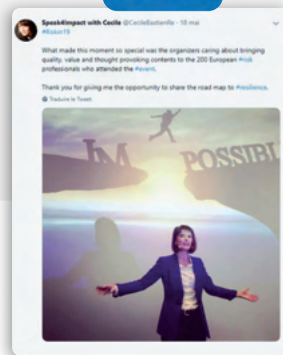 Speak4impact with Cecile @CecileBastienRe · 18 mai
#Riskin19
What made this moment so special was the organizers caring about bringing
quality, value and thought provoking contents to the 200 European #risk
professionals who attended the #event.
Thank you for giving me the opportunity to share the road map to #resilience.
Traduire le Tweet
IM POSSIBL